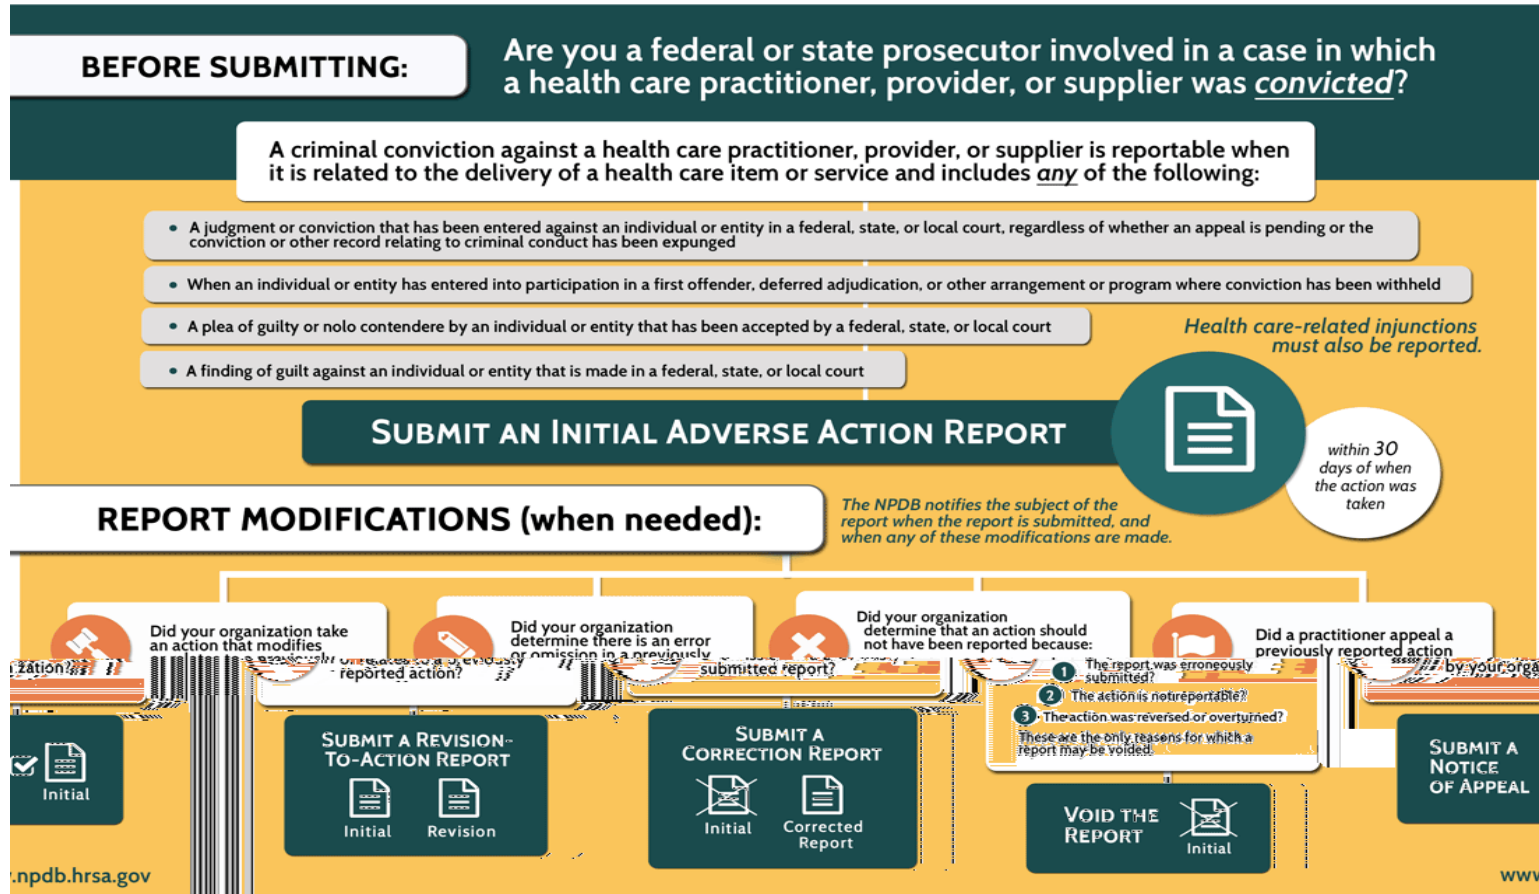 BEFORE SUBMITTING:
Are you a federal or state prosecutor involved in a case in which
a health care practitioner, provider, or supplier was convicted?
A criminal conviction against a health care practitioner, provider, or supplier is reportable when
it is related to the delivery of a health care item or service and includes any of the following:
• A judgment or conviction that has been entered against an individual or entity in a federal, state, or local court, regardless of whether an appeal is pending or the
conviction or other record relating to criminal conduct has been expunged
• When an individual or entity has entered into participation in a first offender, deferred adjudication, or other arrangement or program where conviction has been withheld
• A plea of guilty or nolo contendere by an individual or entity that has been accepted by a federal, state, or local court
• A finding of guilt against an individual or entity that is made in a federal, state, or local court
Health care-related injunctions
must also be reported.
SUBMIT AN INITIAL ADVERSE ACTION REPORT
within 30
days of when
the action was
taken
REPORT MODIFICATIONS (when needed):
The NPDB notifies the subject of the
report when the report is submitted, and
when any of these modifications are made.
Did your organization take
an action that modifies
or relates to a previously
reported action?
Did your organization
determine there is an error
or omission in a previously
submitted report?
Did your organization
determine that an action should
not have been reported because:
1 The report was erroneously
submitted?
2 The action is not reportable?
3 The action was reversed or overturned?
These are the only reasons for which a
report may be voided
Did a practitioner appeal a
previously reported action
by your orga
zation?
Initial
SUBMIT A REVISION-
TO-ACTION REPORT
Initial
Revision
SUBMIT A
CORRECTION REPORT
Initial
Corrected
Report
VOID THE
REPORT
Initial
SUBMIT A
NOTICE
OF APPEAL
.npdb.hrsa.gov
www